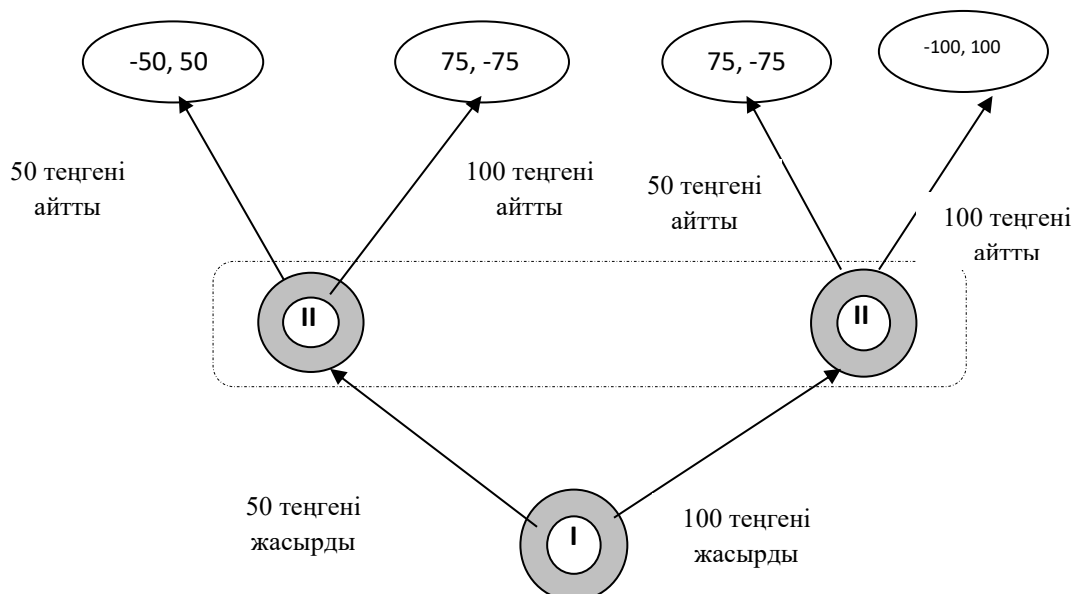 -50, 50
75, -75
75, -75
-100, 100
50 теңгені
айтты
100 теңгені
айтты
50 теңгені
айтты
100 теңгені
айтты
II
II
50 теңгені
жасырды
I
100 теңгені
жасырды